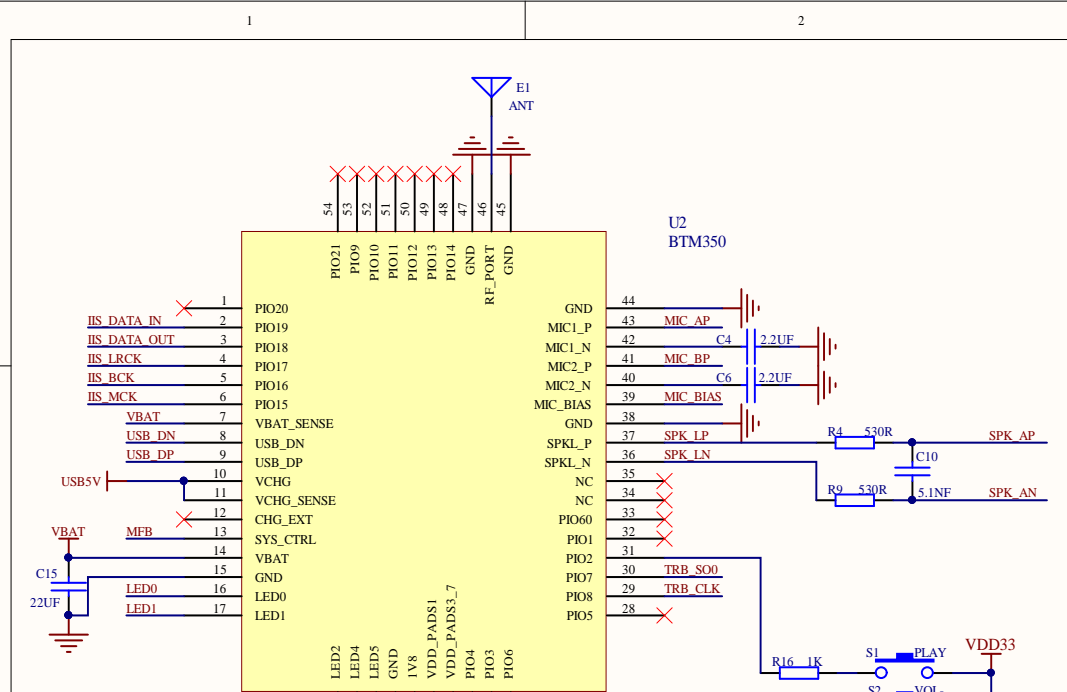 1 2
E1
ANT
54 53 52 51 50 49 48 47 46 45
PIO21 PIO9 PIO10 PIO11 PIO12 PIO13 PIO14 GND RF_PORT GND
U2
BTM350
1 PIO20
IIS_DATA_IN 2 PIO19
IIS_DATA_OUT 3 PIO18
IIS_LRCK 4 PIO17
IIS_BCK 5 PIO16
IIS_MCK 6 PIO15
VBAT 7 VBAT_SENSE
USB_DN 8 USB_DN
USB_DP 9 USB_DP
USB5V 10 VCHG
11 VCHG_SENSE
12 CHG_EXT
MFB 13 SYS_CTRL
VBAT 14 VBAT
15 GND
C15
22UF
LED0 16 LED0
LED1 17 LED1
GND 44
MIC1_P 43 MIC_AP
MIC1_N 42 C4 2.2UF
MIC2_P 41 MIC_BP
MIC2_N 40 C6 2.2UF
MIC_BIAS 39 MIC_BIAS
GND 38
SPKL_P 37 SPK_LP R4 530R SPK_AP
SPKL_N 36 SPK_LN C10
NC 35
NC 34 R9 530R 5.1NF SPK_AN
PIO60 33
PIO1 32
PIO2 31
PIO7 30 TRB_SO0
PIO8 29 TRB_CLK
PIO5 28
LED2 LED4 LED5 GND 1V8 VDD_PADS1 VDD_PADS3_7 PIO4 PIO3 PIO6
R16 1K S1 PLAY VDD33
S2 VOL-